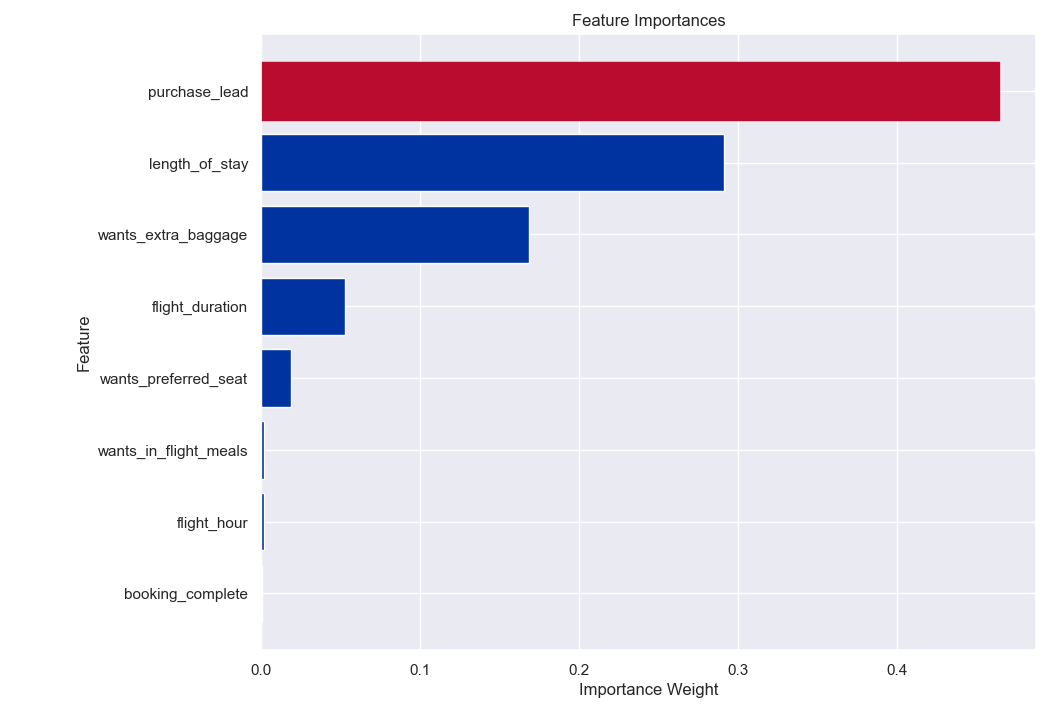 Feature Importances
Feature
purchase_lead
length_of_stay
wants_extra_baggage
flight_duration
wants_preferred_seat
wants_in_flight_meals
flight_hour
booking_complete
0.0 0.1 0.2 0.3 0.4
Importance Weight